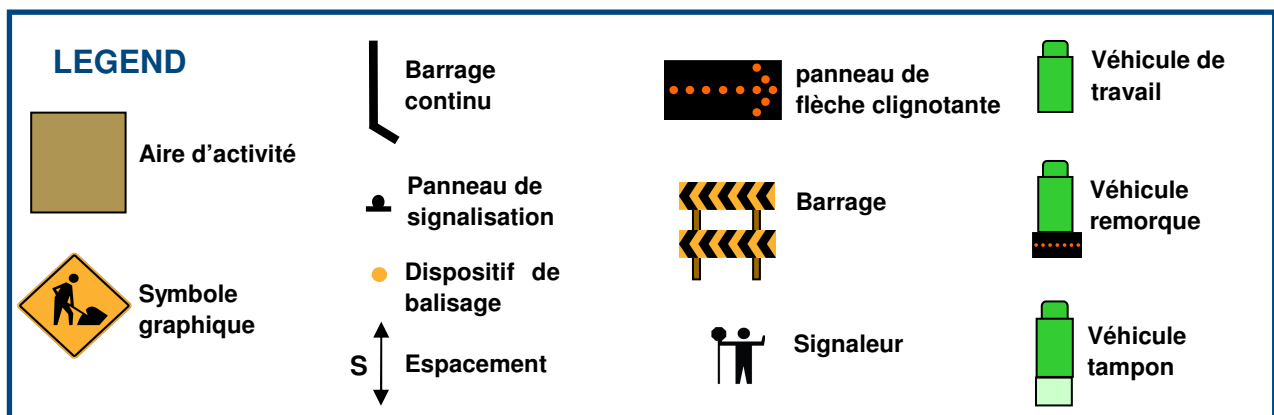 LEGEND
Aire d’activité
Symbole
graphique
Barrage
continu
Panneau de
signalisation
Dispositif de
balisage
S
Espacement
panneau de
flèche clignotante
Barrage
Signaleur
Véhicule de
travail
Véhicule
remorque
Véhicule
tampon